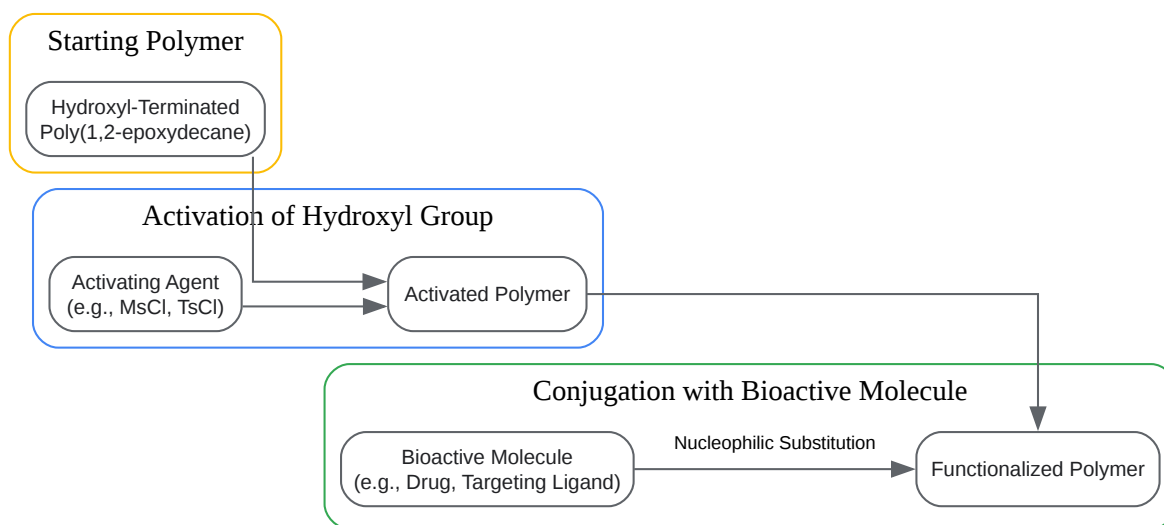 Starting Polymer
Hydroxyl-Terminated
Poly(1,2-epoxydecane)
Activation of Hydroxyl Group
Activating Agent
(e.g., MsCl, TsCl)
Activated Polymer
Conjugation with Bioactive Molecule
Bioactive Molecule
(e.g., Drug, Targeting Ligand)
Nucleophilic Substitution
Functionalized Polymer